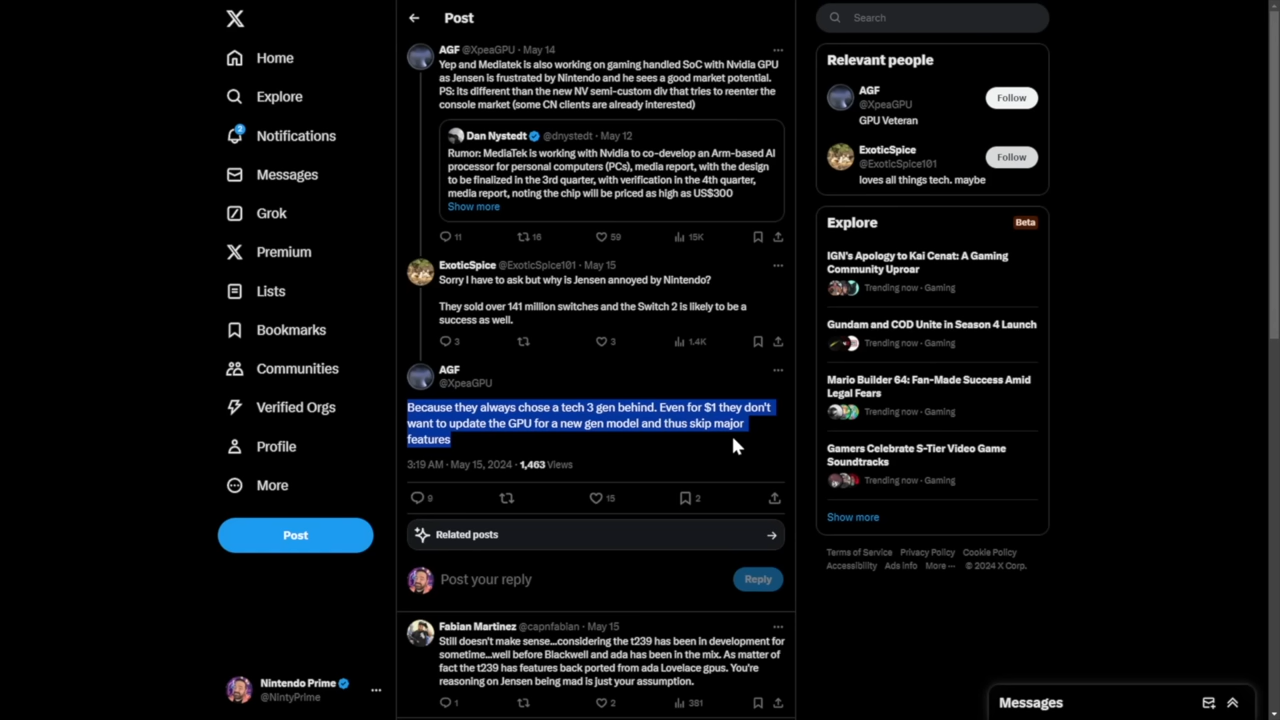 Home
Explore
2
Notifications
Messages
Grok
Premium
Lists
Bookmarks
Communities
Verified Orgs
Profile
More
Post
Nintendo Prime
@NintyPrime
Post
AGF @XpeaGPU · May 14
Yep and Mediatek is also working on gaming handled SoC with Nvidia GPU
as Jensen is frustrated by Nintendo and he sees a good market potential.
PS: its different than the new NV semi-custom div that tries to reenter the
console market (some CN clients are already interested)
Dan Nystedt @dnystedt · May 12
Rumor: MediaTek is working with Nvidia to co-develop an Arm-based AI
processor for personal computers (PCs), media report, with the design
to be finalized in the 3rd quarter, with verification in the 4th quarter,
media report, noting the chip will be priced as high as US$300
Show more
11 16 59 15K
ExoticSpice @ExoticSpice101 · May 15
Sorry I have to ask but why is Jensen annoyed by Nintendo?
They sold over 141 million switches and the Switch 2 is likely to be a
success as well.
3 3 1.4K
AGF
@XpeaGPU
Because they always chose a tech 3 gen behind. Even for $1 they don't
want to update the GPU for a new gen model and thus skip major
features
3:19 AM · May 15, 2024 · 1,463 Views
9 15 2
Related posts
Post your reply
Reply
Fabian Martinez @capnfabian · May 15
Still doesn't make sense...considering the t239 has been in development for
sometime...well before Blackwell and ada has been in the mix. As matter of
fact the t239 has features back ported from ada Lovelace gpus. You're
reasoning on Jensen being mad is just your assumption.
1 2 381
Search
Relevant people
AGF
@XpeaGPU
Follow
GPU Veteran
ExoticSpice
@ExoticSpice101
Follow
loves all things tech. maybe
Explore
Beta
IGN's Apology to Kai Cenat: A Gaming
Community Uproar
Trending now · Gaming
Gundam and COD Unite in Season 4 Launch
Trending now · Gaming
Mario Builder 64: Fan-Made Success Amid
Legal Fears
Trending now · Gaming
Gamers Celebrate S-Tier Video Game
Soundtracks
Trending now · Gaming
Show more
Terms of Service Privacy Policy Cookie Policy
Accessibility Ads info More ··· © 2024 X Corp.
Messages